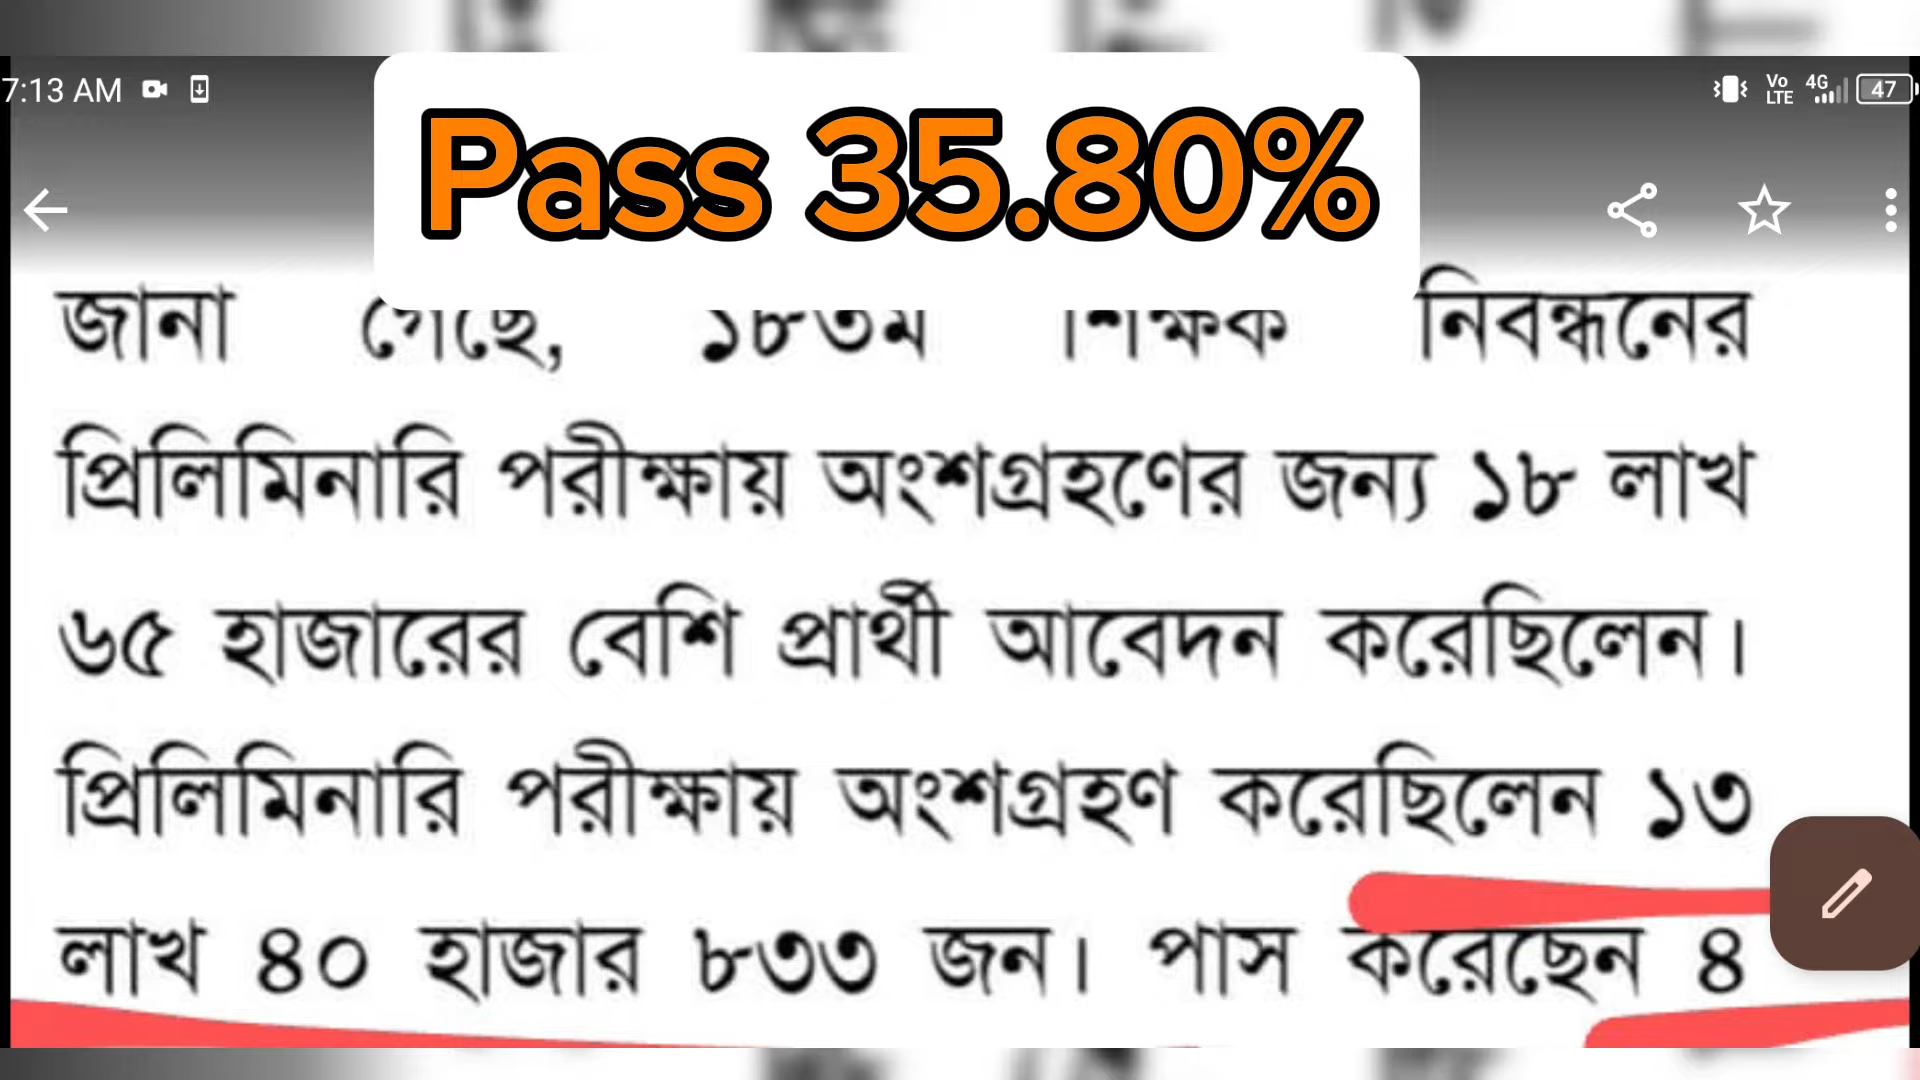 7:13 AM
Vo LTE 4G 47
Pass 35.80%
জানা গেছে, ১৮তম শিক্ষক নিবন্ধনের
প্রিলিমিনারি পরীক্ষায় অংশগ্রহণের জন্য ১৮ লাখ
৬৫ হাজারের বেশি প্রার্থী আবেদন করেছিলেন।
প্রিলিমিনারি পরীক্ষায় অংশগ্রহণ করেছিলেন ১৩
লাখ ৪০ হাজার ৮৩৩ জন। পাস করেছেন ৪